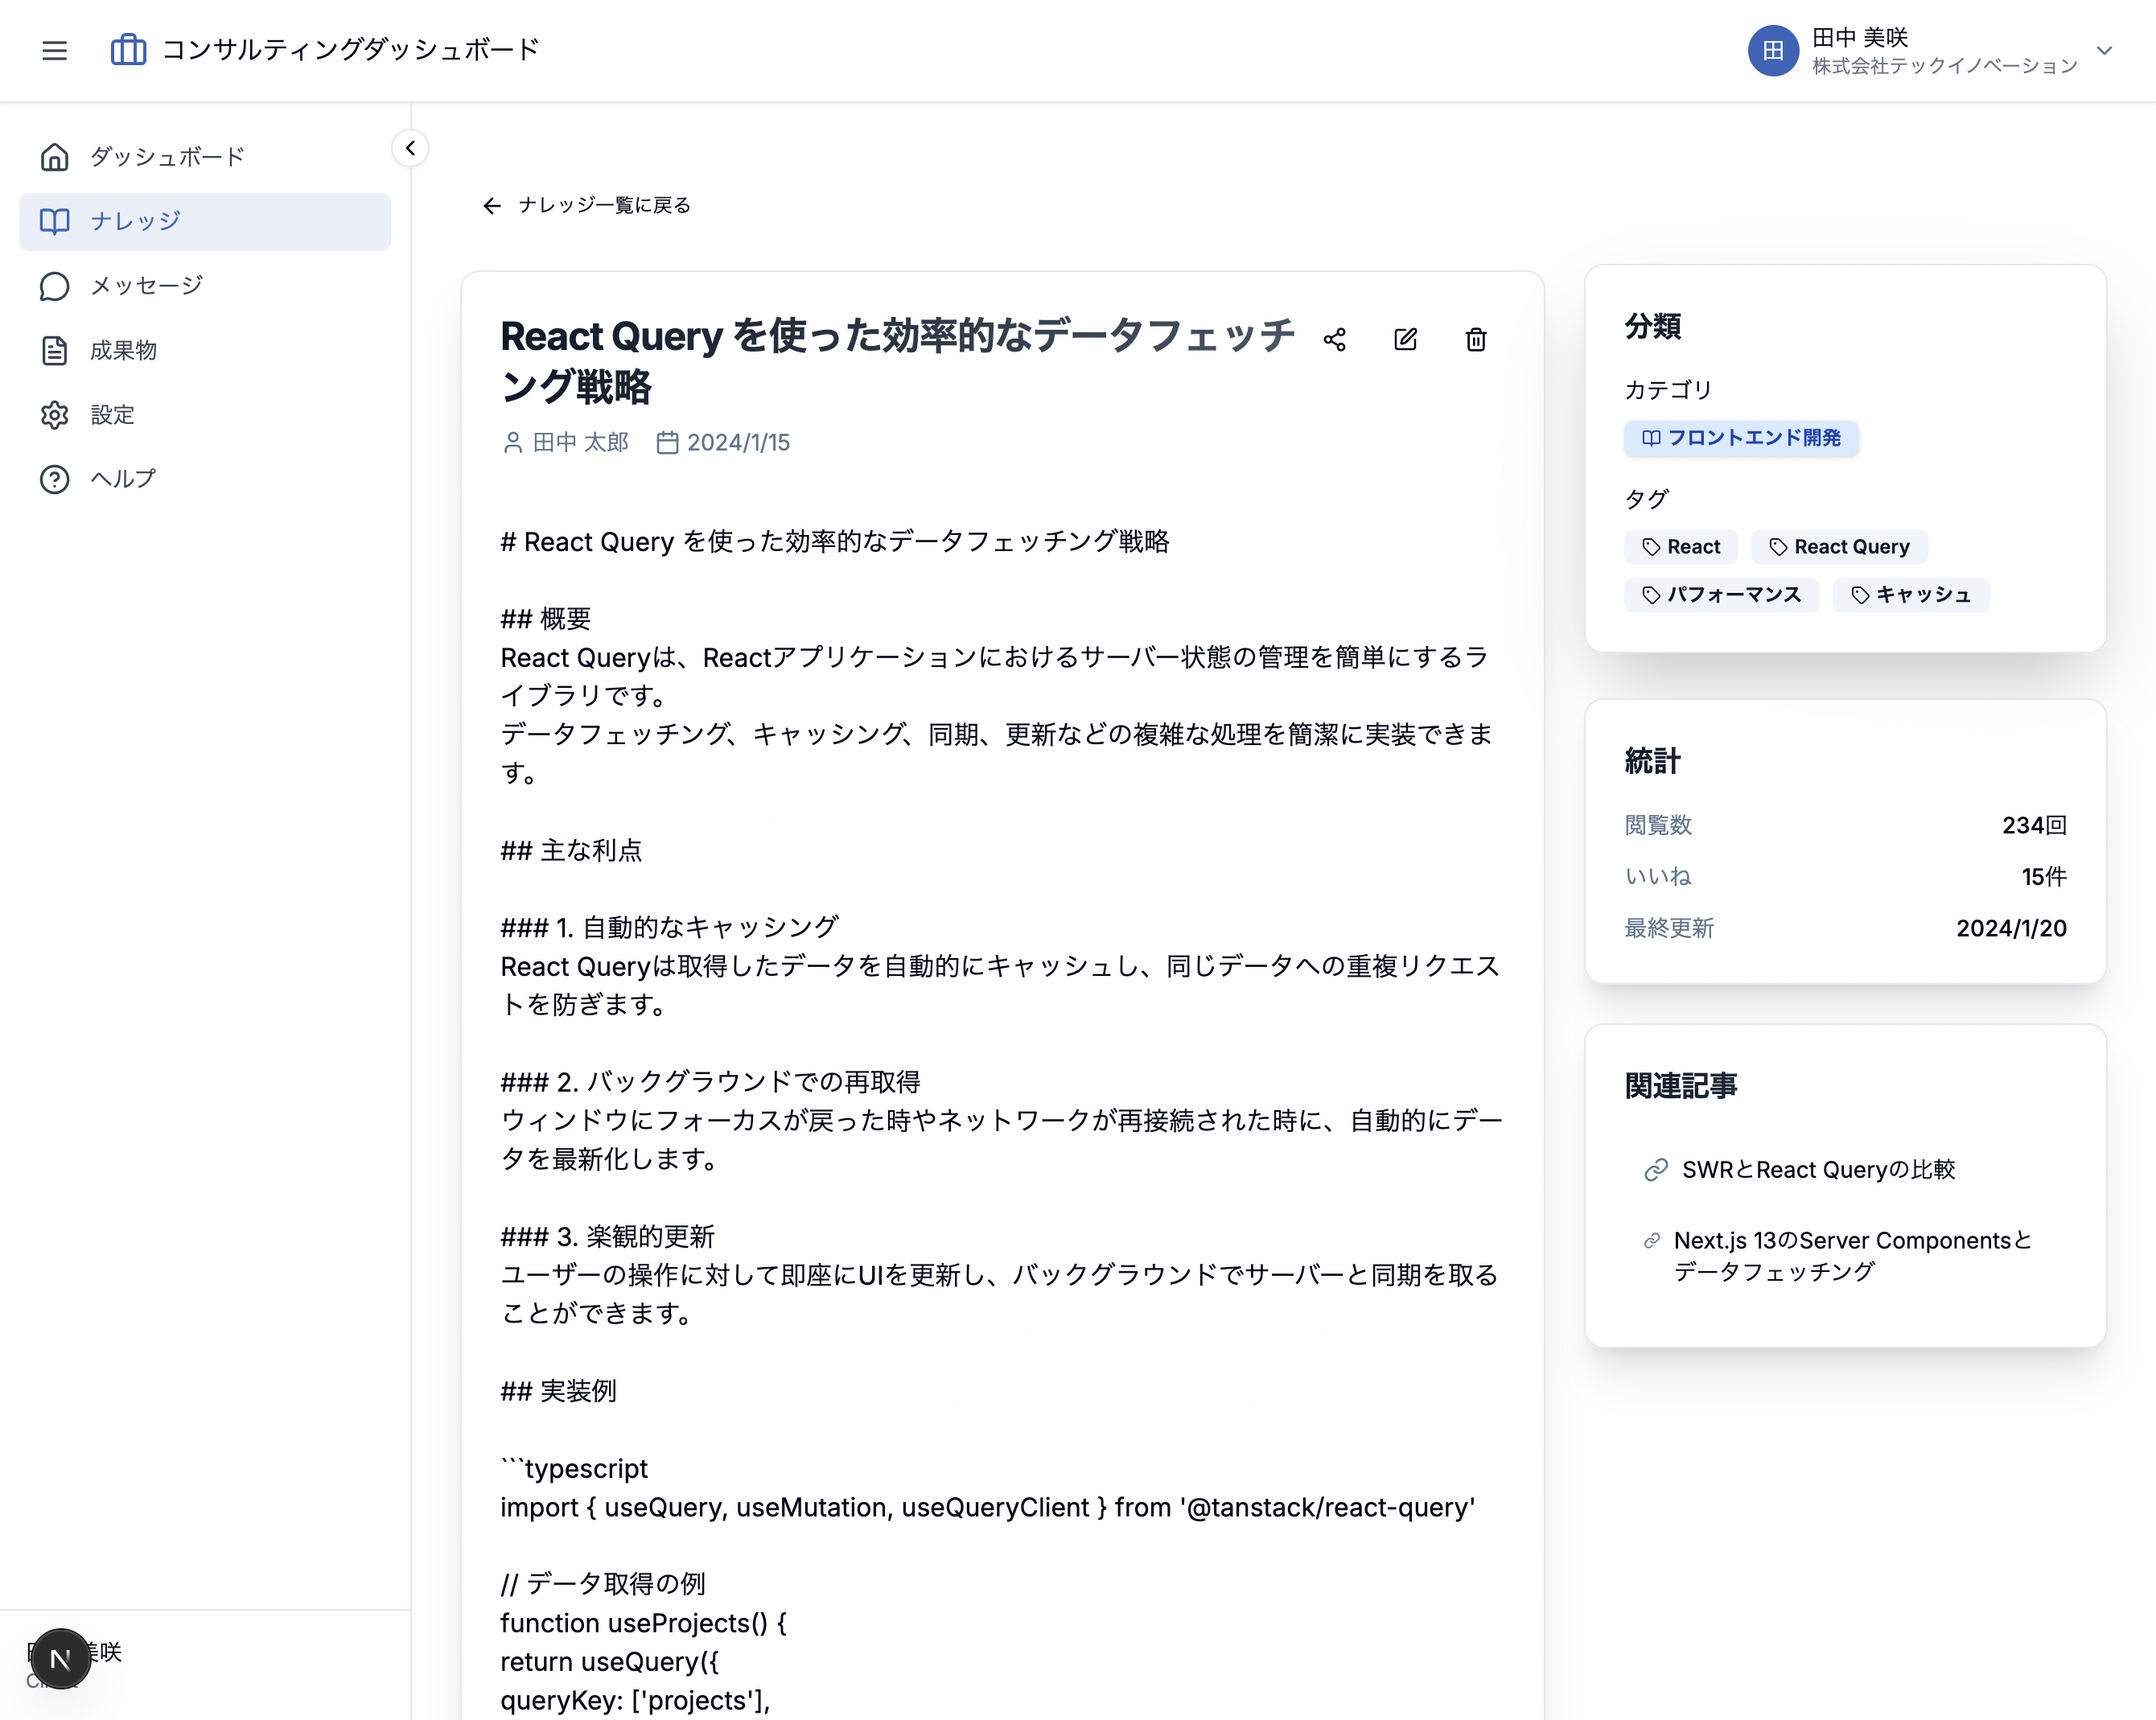 コンサルティングダッシュボード
田
田中 美咲
株式会社テックイノベーション
ダッシュボード
ナレッジ
メッセージ
成果物
設定
ヘルプ
美咲
N
ナレッジ一覧に戻る
React Query を使った効率的なデータフェッチ
ング戦略
田中 太郎 2024/1/15
# React Query を使った効率的なデータフェッチング戦略
## 概要
React Queryは、Reactアプリケーションにおけるサーバー状態の管理を簡単にするラ
イブラリです。
データフェッチング、キャッシング、同期、更新などの複雑な処理を簡潔に実装できま
す。
## 主な利点
### 1. 自動的なキャッシング
React Queryは取得したデータを自動的にキャッシュし、同じデータへの重複リクエス
トを防ぎます。
### 2. バックグラウンドでの再取得
ウィンドウにフォーカスが戻った時やネットワークが再接続された時に、自動的にデー
タを最新化します。
### 3. 楽観的更新
ユーザーの操作に対して即座にUIを更新し、バックグラウンドでサーバーと同期を取る
ことができます。
## 実装例
```typescript
import { useQuery, useMutation, useQueryClient } from '@tanstack/react-query'
// データ取得の例
function useProjects() {
return useQuery({
queryKey: ['projects'],
分類
カテゴリ
フロントエンド開発
タグ
React React Query
パフォーマンス キャッシュ
統計
閲覧数 234回
いいね 15件
最終更新 2024/1/20
関連記事
SWRとReact Queryの比較
Next.js 13のServer Componentsと
データフェッチング